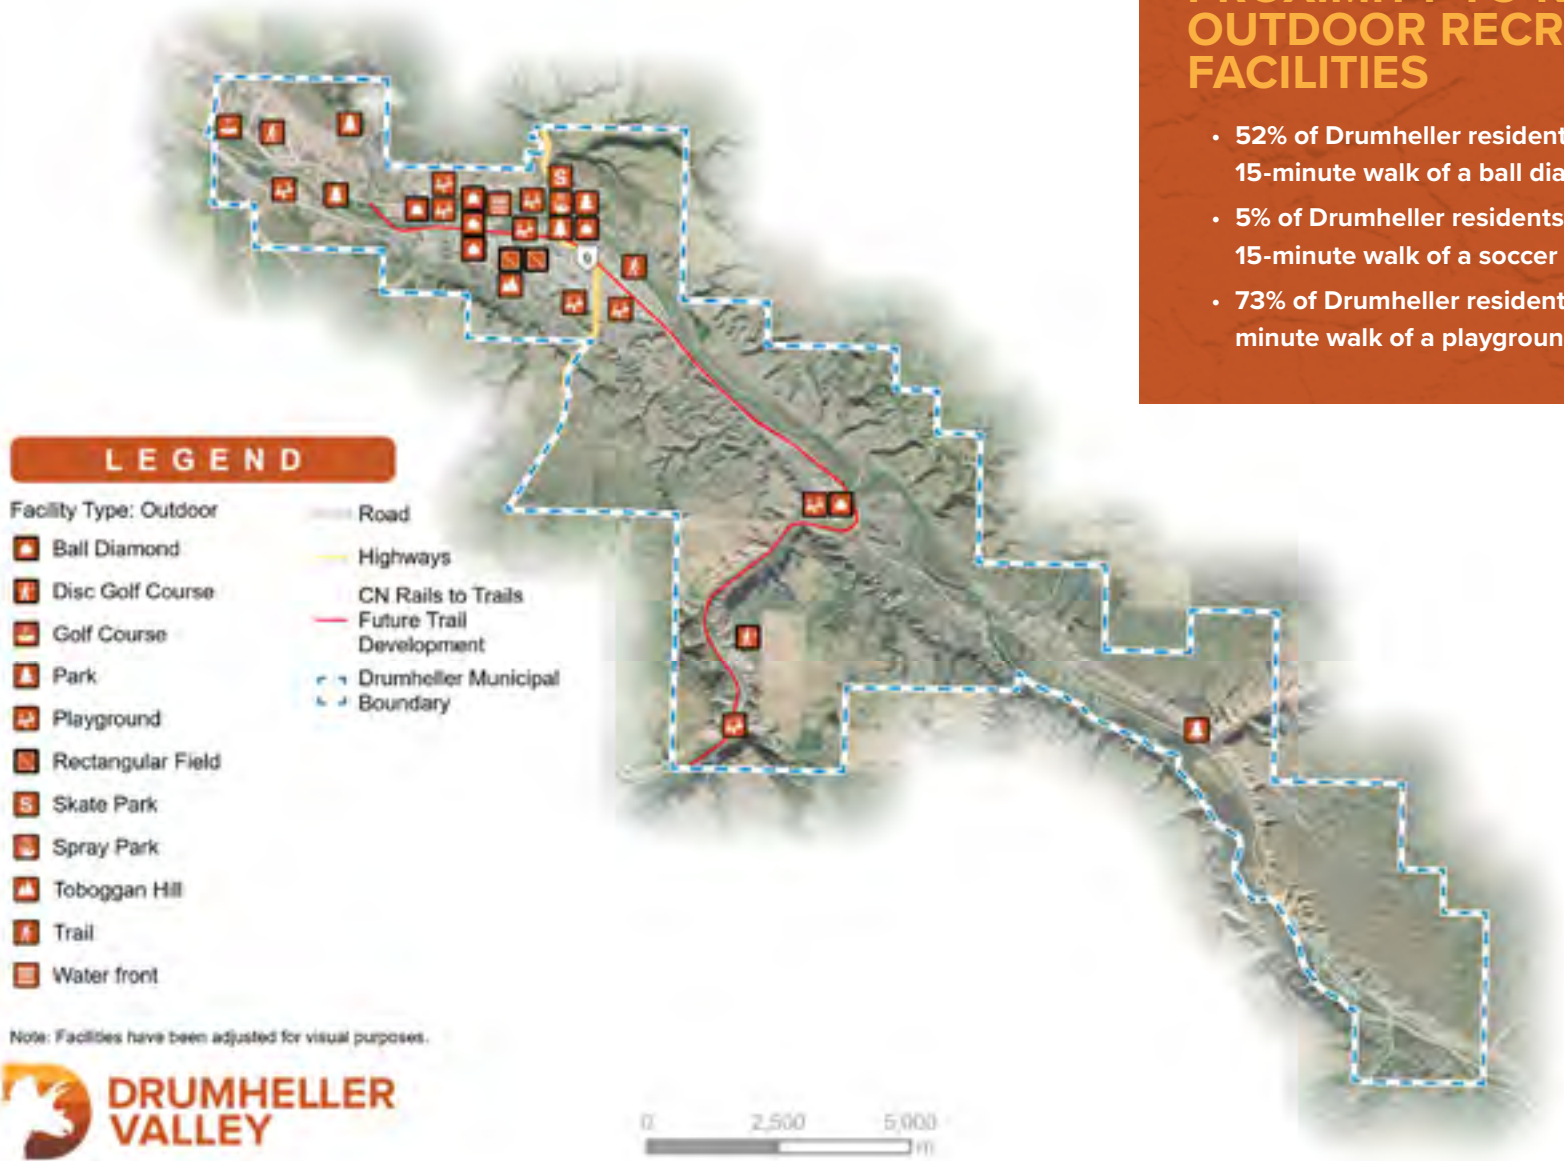 OUTDOOR RECR
FACILITIES
• 52% of Drumheller resident
15-minute walk of a ball dia
• 5% of Drumheller residents
15-minute walk of a soccer
• 73% of Drumheller resident
minute walk of a playgroun
S
9
LEGEND
Facility Type: Outdoor
Ball Diamond
Disc Golf Course
Golf Course
Park
Playground
Rectangular Field
S Skate Park
Spray Park
Toboggan Hill
Trail
Water front
Road
Highways
CN Rails to Trails
Future Trail
Development
Drumheller Municipal
Boundary
Note: Facilities have been adjusted for visual purposes.
DRUMHELLER
VALLEY
0 2,500 5,000
m